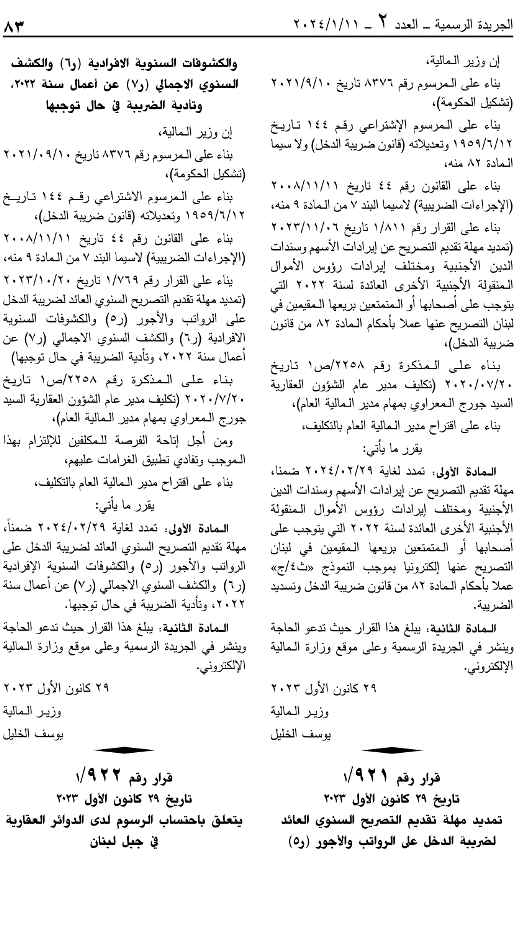 الجريدة الرسمية ــ العدد ٢ ــ ٢٠٢٤/١/١١
٨٣
إن وزير المالية،
بناء على المرسوم رقم ٨٣٧٦ تاريخ ٢٠٢١/٩/١٠
(تشكيل الحكومة)،
بناء على المرسوم الإشتراعي رقم ١٤٤ تاريخ
١٩٥٩/٦/١٢ وتعديلاته (قانون ضريبة الدخل) ولا سيما
المادة ٨٢ منه،
بناء على القانون رقم ٤٤ تاريخ ٢٠٠٨/١١/١١
(الإجراءات الضريبية) لاسيما البند ٧ من المادة ٩ منه،
بناء على القرار رقم ١/٨١١ تاريخ ٢٠٢٣/١١/٠٦
(تمديد مهلة تقديم التصريح عن إيرادات الأسهم وسندات
الدين الأجنبية ومختلف إيرادات رؤوس الأموال
المنقولة الأجنبية الأخرى العائدة لسنة ٢٠٢٢ التي
يتوجب على أصحابها أو المتمتعين بريعها المقيمين في
لبنان التصريح عنها عملا بأحكام المادة ٨٢ من قانون
ضريبة الدخل)،
بناء على المذكرة رقم ٢٢٥٨/ص١ تاريخ
٢٠٢٠/٠٧/٢٠ (تكليف مدير عام الشؤون العقارية
السيد جورج المعراوي بمهام مدير المالية العام)،
بناء على اقتراح مدير المالية العام بالتكليف،
يقرر ما يأتي:
المادة الأولى: تمدد لغاية ٢٠٢٤/٠٢/٢٩ ضمنا،
مهلة تقديم التصريح عن إيرادات الأسهم وسندات الدين
الأجنبية ومختلف إيرادات رؤوس الأموال المنقولة
الأجنبية الأخرى العائدة لسنة ٢٠٢٢ التي يتوجب على
أصحابها أو المتمتعين بريعها المقيمين في لبنان
التصريح عنها إلكترونيا بموجب النموذج «ث٤/ج»
عملا بأحكام المادة ٨٢ من قانون ضريبة الدخل وتسديد
الضريبة.
المادة الثانية: يبلغ هذا القرار حيث تدعو الحاجة
وينشر في الجريدة الرسمية وعلى موقع وزارة المالية
الإلكتروني.
٢٩ كانون الأول ٢٠٢٣
وزير المالية
يوسف الخليل
قرار رقم ١/٩٢١
تاريخ ٢٩ كانون الأول ٢٠٢٣
تمديد مهلة تقديم التصريح السنوي العائد
لضريبة الدخل على الرواتب والأجور (ر٥)
والكشوفات السنوية الافرادية (ر٦) والكشف
السنوي الاجمالي (ر٧) عن أعمال سنة ٢٠٢٢،
وتأدية الضريبة في حال توجبها
إن وزير المالية،
بناء على المرسوم رقم ٨٣٧٦ تاريخ ٢٠٢١/٠٩/١٠
(تشكيل الحكومة)،
بناء على المرسوم الاشتراعي رقم ١٤٤ تاريخ
١٩٥٩/٦/١٢ وتعديلاته (قانون ضريبة الدخل)،
بناء على القانون رقم ٤٤ تاريخ ٢٠٠٨/١١/١١
(الإجراءات الضريبية) لاسيما البند ٧ من المادة ٩ منه،
بناء على القرار رقم ١/٧٦٩ تاريخ ٢٠٢٣/١٠/٢٠
(تمديد مهلة تقديم التصريح السنوي العائد لضريبة الدخل
على الرواتب والأجور (ر٥) والكشوفات السنوية
الافرادية (ر٦) والكشف السنوي الاجمالي (ر٧) عن
أعمال سنة ٢٠٢٢، وتأدية الضريبة في حال توجبها)
بناء على المذكرة رقم ٢٢٥٨/ص١ تاريخ
٢٠٢٠/٧/٢٠ (تكليف مدير عام الشؤون العقارية السيد
جورج المعراوي بمهام مدير المالية العام)،
ومن أجل إتاحة الفرصة للمكلفين للإلتزام بهذا
الموجب وتفادي تطبيق الغرامات عليهم،
بناء على اقتراح مدير المالية العام بالتكليف،
يقرر ما يأتي:
المادة الأولى: تمدد لغاية ٢٠٢٤/٠٢/٢٩ ضمناً،
مهلة تقديم التصريح السنوي العائد لضريبة الدخل على
الرواتب والأجور (ر٥) والكشوفات السنوية الإفرادية
(ر٦) والكشف السنوي الاجمالي (ر٧) عن أعمال سنة
٢٠٢٢، وتأدية الضريبة في حال توجبها.
المادة الثانية: يبلغ هذا القرار حيث تدعو الحاجة
وينشر في الجريدة الرسمية وعلى موقع وزارة المالية
الإلكتروني.
٢٩ كانون الأول ٢٠٢٣
وزير المالية
يوسف الخليل
قرار رقم ١/٩٢٢
تاريخ ٢٩ كانون الأول ٢٠٢٣
يتعلق باحتساب الرسوم لدى الدوائر العقارية
في جبل لبنان